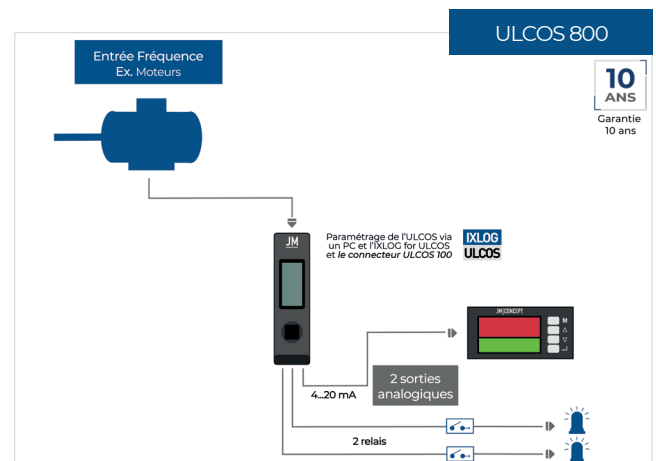 ULCOS 800
Entrée Fréquence
Ex. Moteurs
10
ANS
Garantie
10 ans
JM
Paramétrage de l'ULCOS via
un PC et l'IXLOG for ULCOS
et le connecteur ULCOS 100
IXLOG
ULCOS
JM|CONCEPT
M
4...20 mA
2 sorties
analogiques
2 relais